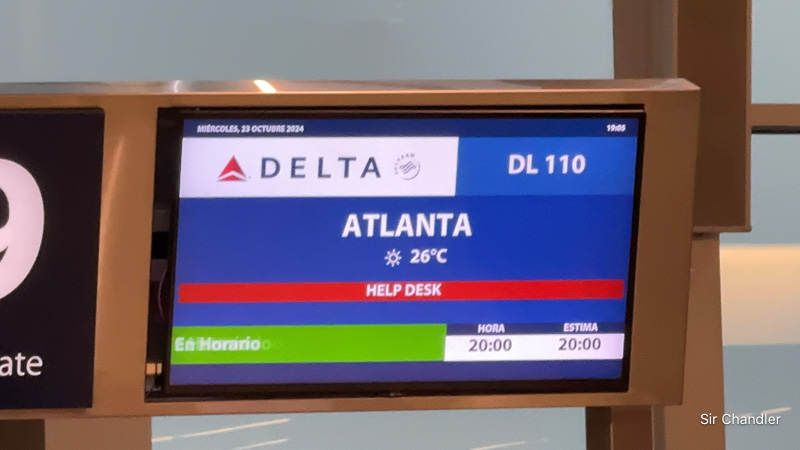 MIÉRCOLES, 23 OCTUBRE 2024
19:05
DELTA
DL 110
ATLANTA
26°C
HELP DESK
En Horario
HORA
ESTIMA
20:00
20:00
9
ate
Sir Chandler